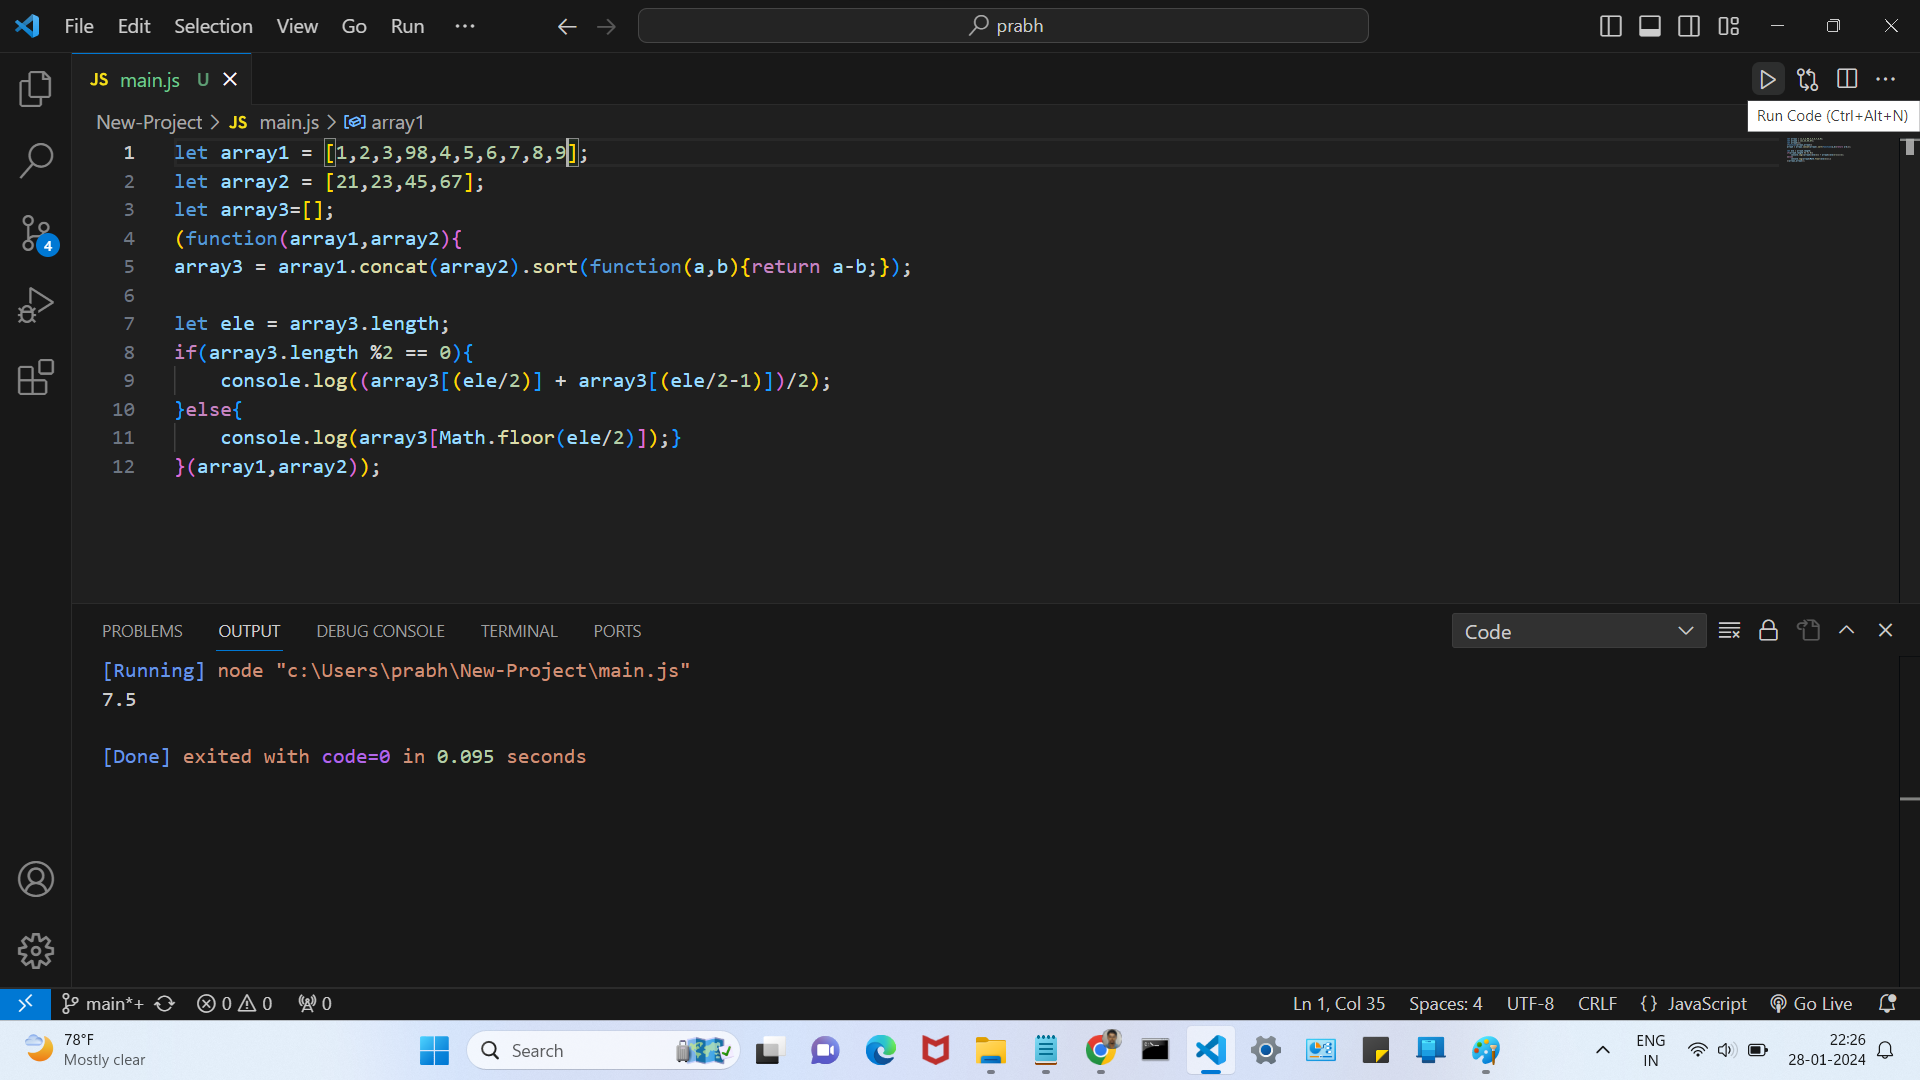 File Edit Selection View Go Run ··· prabh
JS main.js U
Run Code (Ctrl+Alt+N)
New-Project > JS main.js > array1
1 let array1 = [1,2,3,98,4,5,6,7,8,9];
2 let array2 = [21,23,45,67];
3 let array3=[];
4 (function(array1,array2){
5 array3 = array1.concat(array2).sort(function(a,b){return a-b;});
6
7 let ele = array3.length;
8 if(array3.length %2 == 0){
9 console.log((array3[(ele/2)] + array3[(ele/2-1)])/2);
10 }else{
11 console.log(array3[Math.floor(ele/2)]);}
12 }(array1,array2));
4
PROBLEMS OUTPUT DEBUG CONSOLE TERMINAL PORTS Code
[Running] node "c:\Users\prabh\New-Project\main.js"
7.5
[Done] exited with code=0 in 0.095 seconds
main*+ 0 0 0 Ln 1, Col 35 Spaces: 4 UTF-8 CRLF {} JavaScript Go Live
78°F
Mostly clear
Search
ENG
IN
22:26
28-01-2024